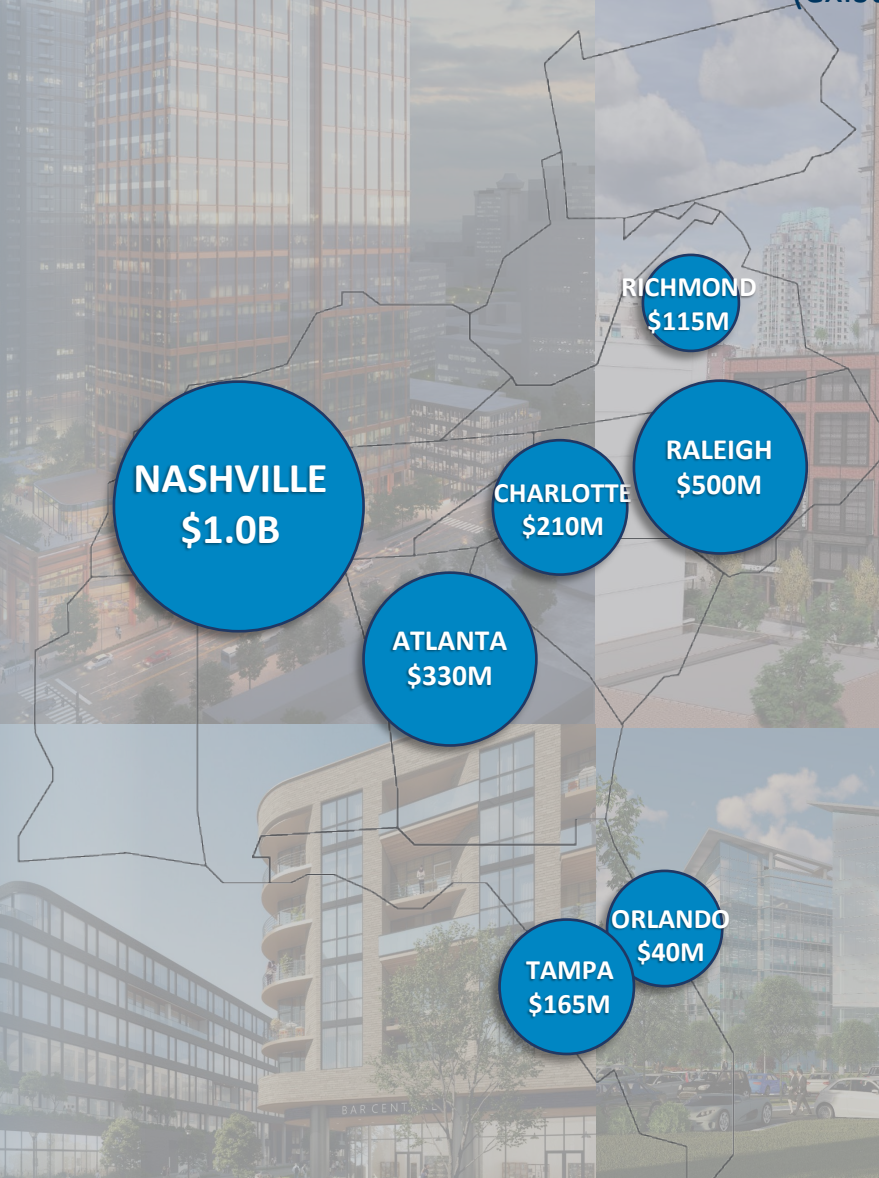 RICHMOND
$115M
RALEIGH
$500M
NASHVILLE
$1.0B
CHARLOTTE
$210M
ATLANTA
$330M
ORLANDO
$40M
TAMPA
$165M